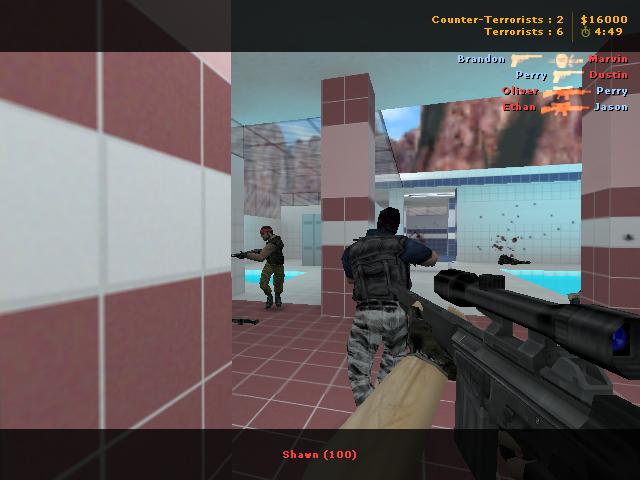 Counter-Terrorists : 2 $16000
Terrorists : 6 4:49
Brandon Marvin
Perry Dustin
Oliver Perry
Ethan Jason
Shawn (100)